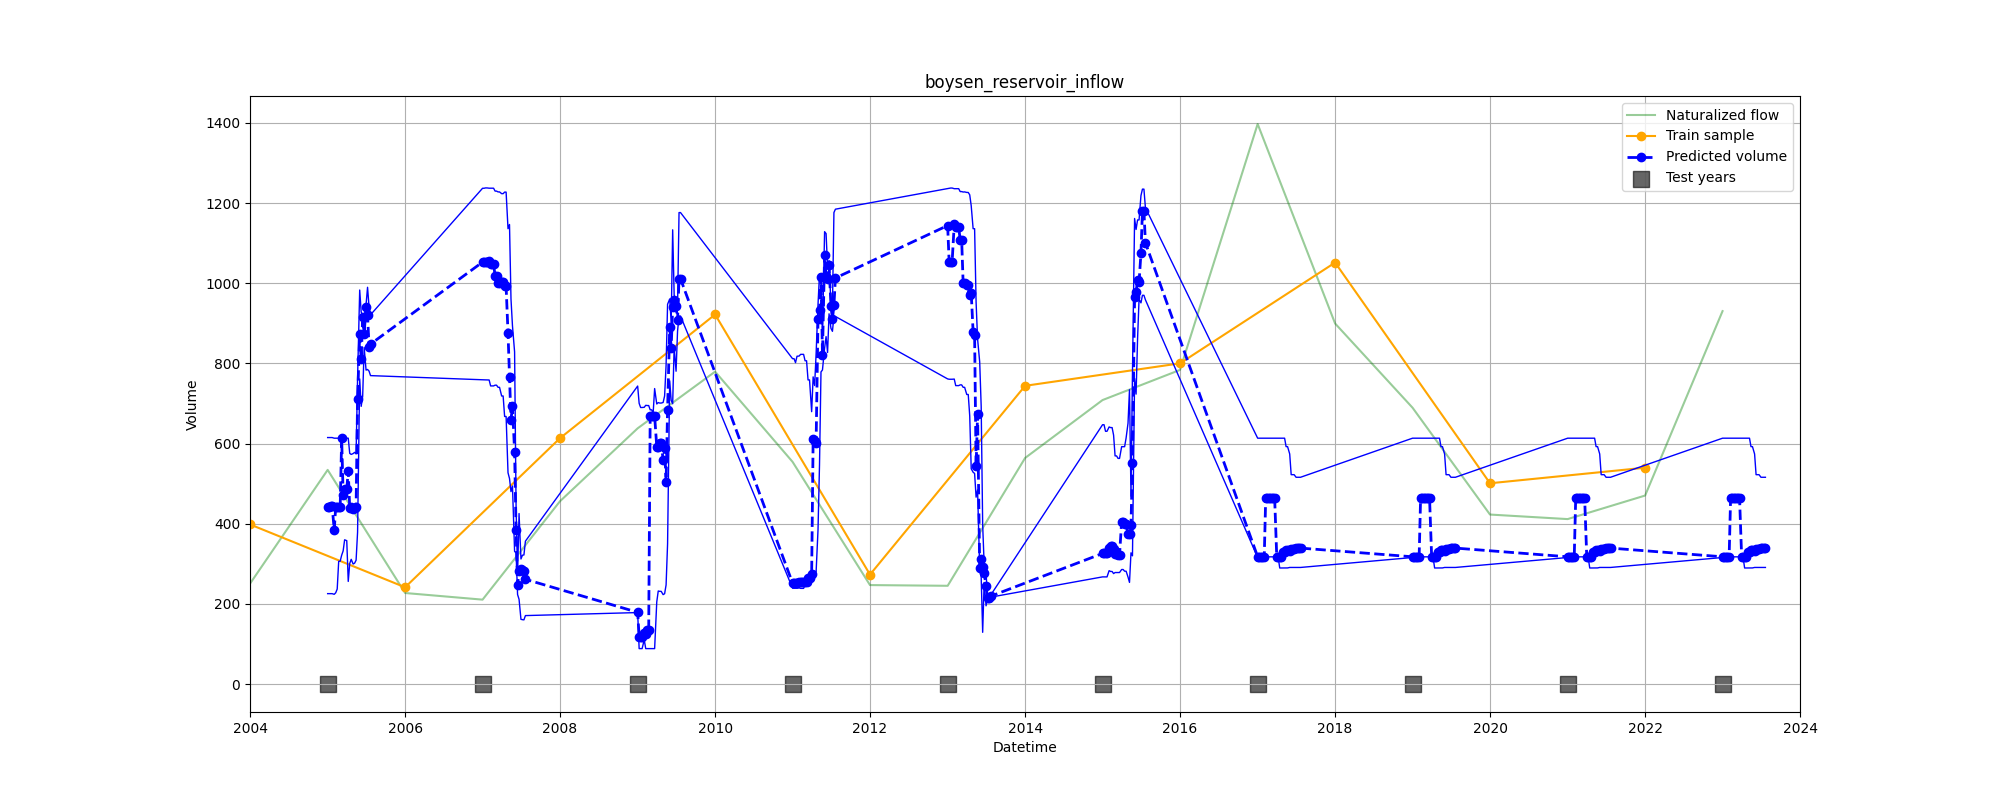 boysen_reservoir_inflow
1400
1200
1000
800
600
400
200
0
Volume
2004 2006 2008 2010 2012 2014 2016 2018 2020 2022 2024
Datetime
Naturalized flow
Train sample
Predicted volume
Test years